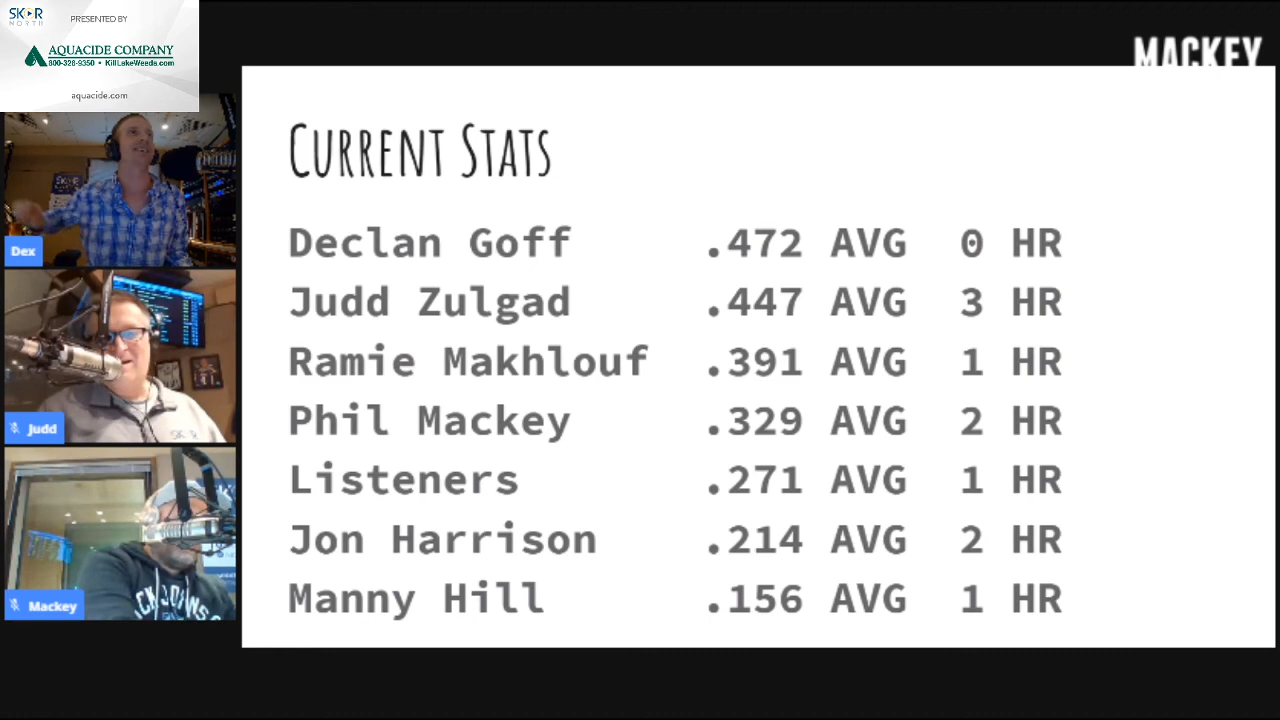 SKOR
NORTH
PRESENTED BY
AQUACIDE COMPANY
800-328-9350 • KillLakeWeeds.com
aquacide.com
MACKEY
Current Stats
Declan Goff .472 AVG 0 HR
Judd Zulgad .447 AVG 3 HR
Ramie Makhlouf .391 AVG 1 HR
Phil Mackey .329 AVG 2 HR
Listeners .271 AVG 1 HR
Jon Harrison .214 AVG 2 HR
Manny Hill .156 AVG 1 HR
Dex
Judd
Mackey